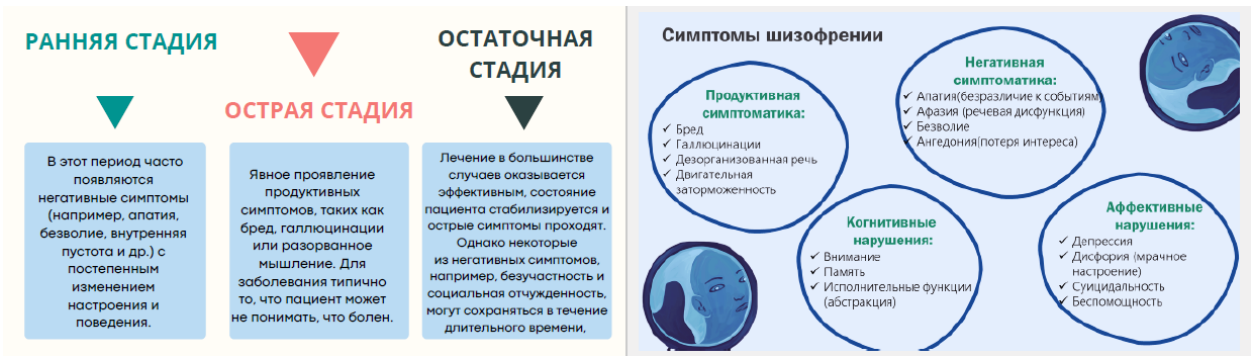 РАННЯЯ СТАДИЯ
В этот период часто
появляются
негативные симптомы
(например, апатия,
безволие, внутренняя
пустота и др.) с
постепенным
изменением
настроения и
поведения.
ОСТРАЯ СТАДИЯ
Явное проявление
продуктивных
симптомов, таких как
бред, галлюцинации
или разорванное
мышление. Для
заболевания типично
то, что пациент может
не понимать, что болен.
ОСТАТОЧНАЯ
СТАДИЯ
Лечение в большинстве
случаев оказывается
эффективным, состояние
пациента стабилизируется и
острые симптомы проходят.
Однако некоторые
из негативных симптомов,
например, безучастность и
социальная отчужденность,
могут сохраняться в течение
длительного времени,
Симптомы шизофрении
Продуктивная
симптоматика:
✓ Бред
✓ Галлюцинации
✓ Дезорганизованная речь
✓ Двигательная
заторможенность
Негативная
симптоматика:
✓ Апатия(безразличие к событиям)
✓ Афазия (речевая дисфункция)
✓ Безволие
✓ Ангедония(потеря интереса)
Когнитивные
нарушения:
✓ Внимание
✓ Память
✓ Исполнительные функции
(абстракция)
Аффективные
нарушения:
✓ Депрессия
✓ Дисфория (мрачное
настроение)
✓ Суицидальность
✓ Беспомощность